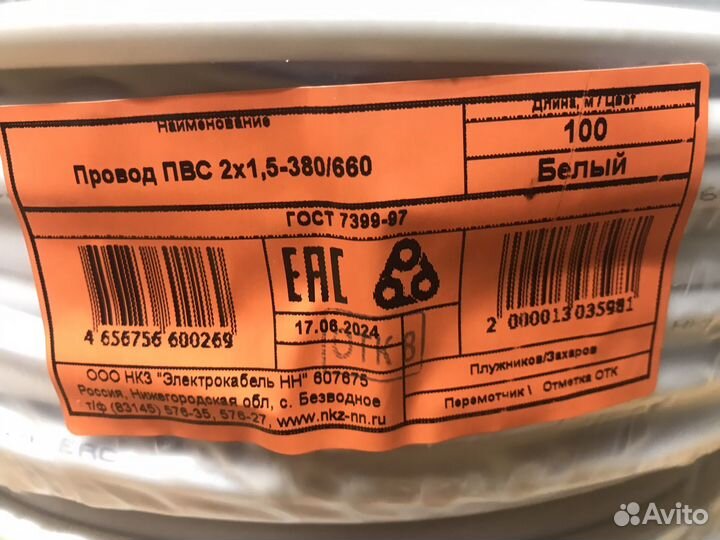 Наименование
Провод ПВС 2х1,5-380/660
Длина, м / Цвет
100
Белый
ГОСТ 7399-97
4 656756 600269
EAC
17.06.2024
ОТК 8
2 000013 035981
ООО НКЗ "Электрокабель НН" 607675
Россия, Нижегородская обл, с. Безводное
т/ф (83145) 576-35, 576-27, www.nkz-nn.ru
Плужников/Захаров
Перемотчик \ Отметка ОТК
EAC
Avito